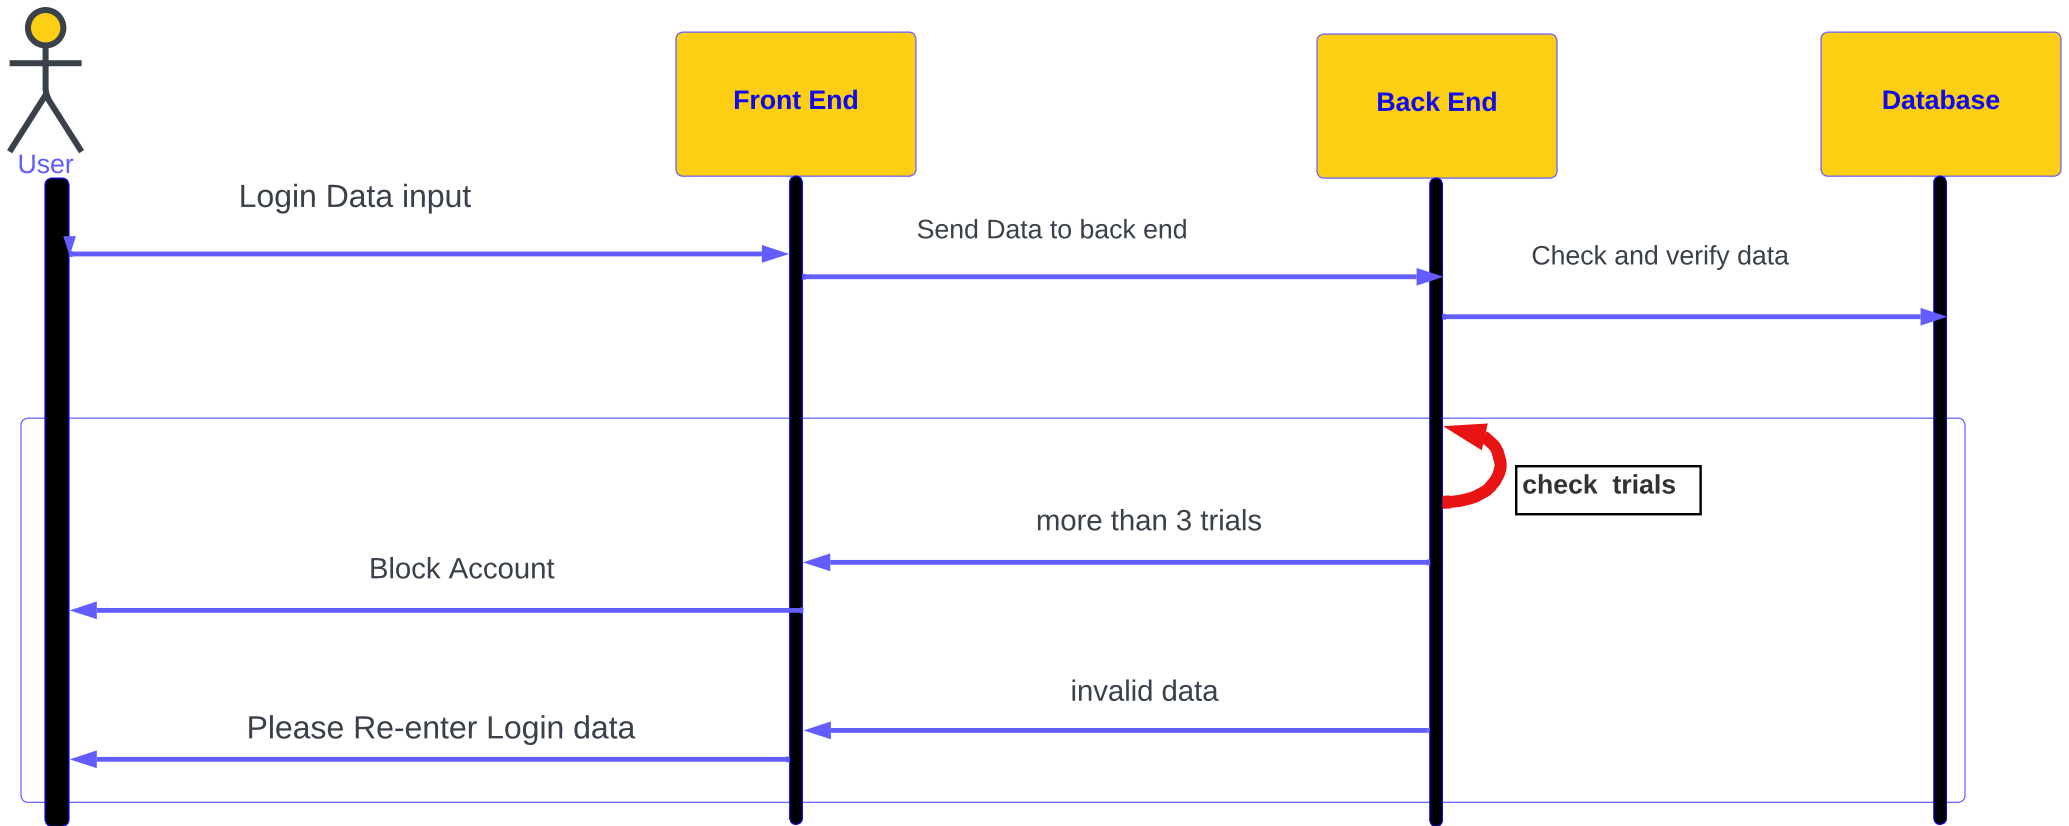 User
Front End
Back End
Database
Login Data input
Send Data to back end
Check and verify data
check  trials
more than 3 trials
Block Account
invalid data
Please Re-enter Login data